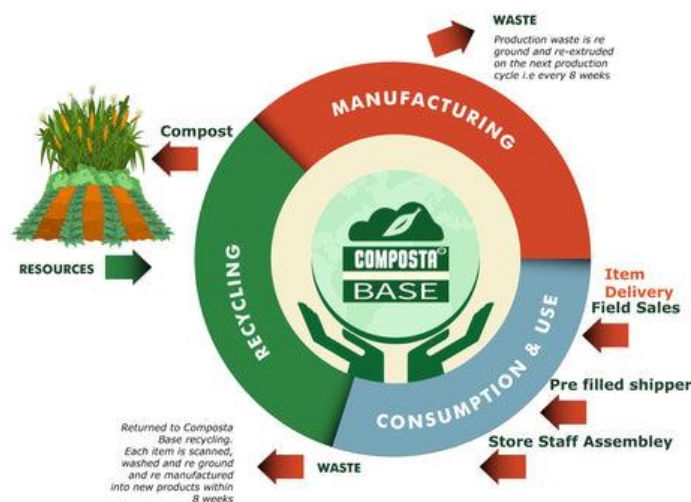 WASTE
Production waste is re
ground and re-extruded
on the next production
cycle i.e every 8 weeks
MANUFACTURING
Compost
RESOURCES
RECYCLING
COMPOSTA®
BASE
CONSUMPTION & USE
Item
Delivery
Field Sales
Pre filled shipper
Store Staff Assembley
WASTE
Returned to Composta
Base recycling.
Each item is scanned,
washed and re ground
and re manufactured
into new products within
8 weeks